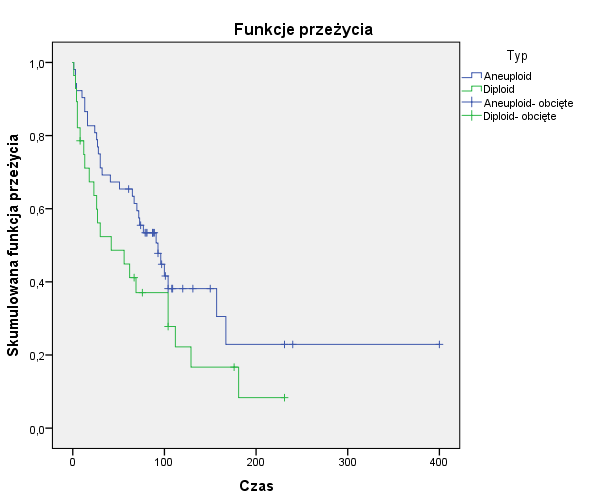 Funkcje przeżycia
Typ
Aneuploid
Diploid
Aneuploid- obcięte
Diploid- obcięte
Skumulowana funkcja przeżycia
1,0
0,8
0,6
0,4
0,2
0,0
0
100
200
300
400
Czas